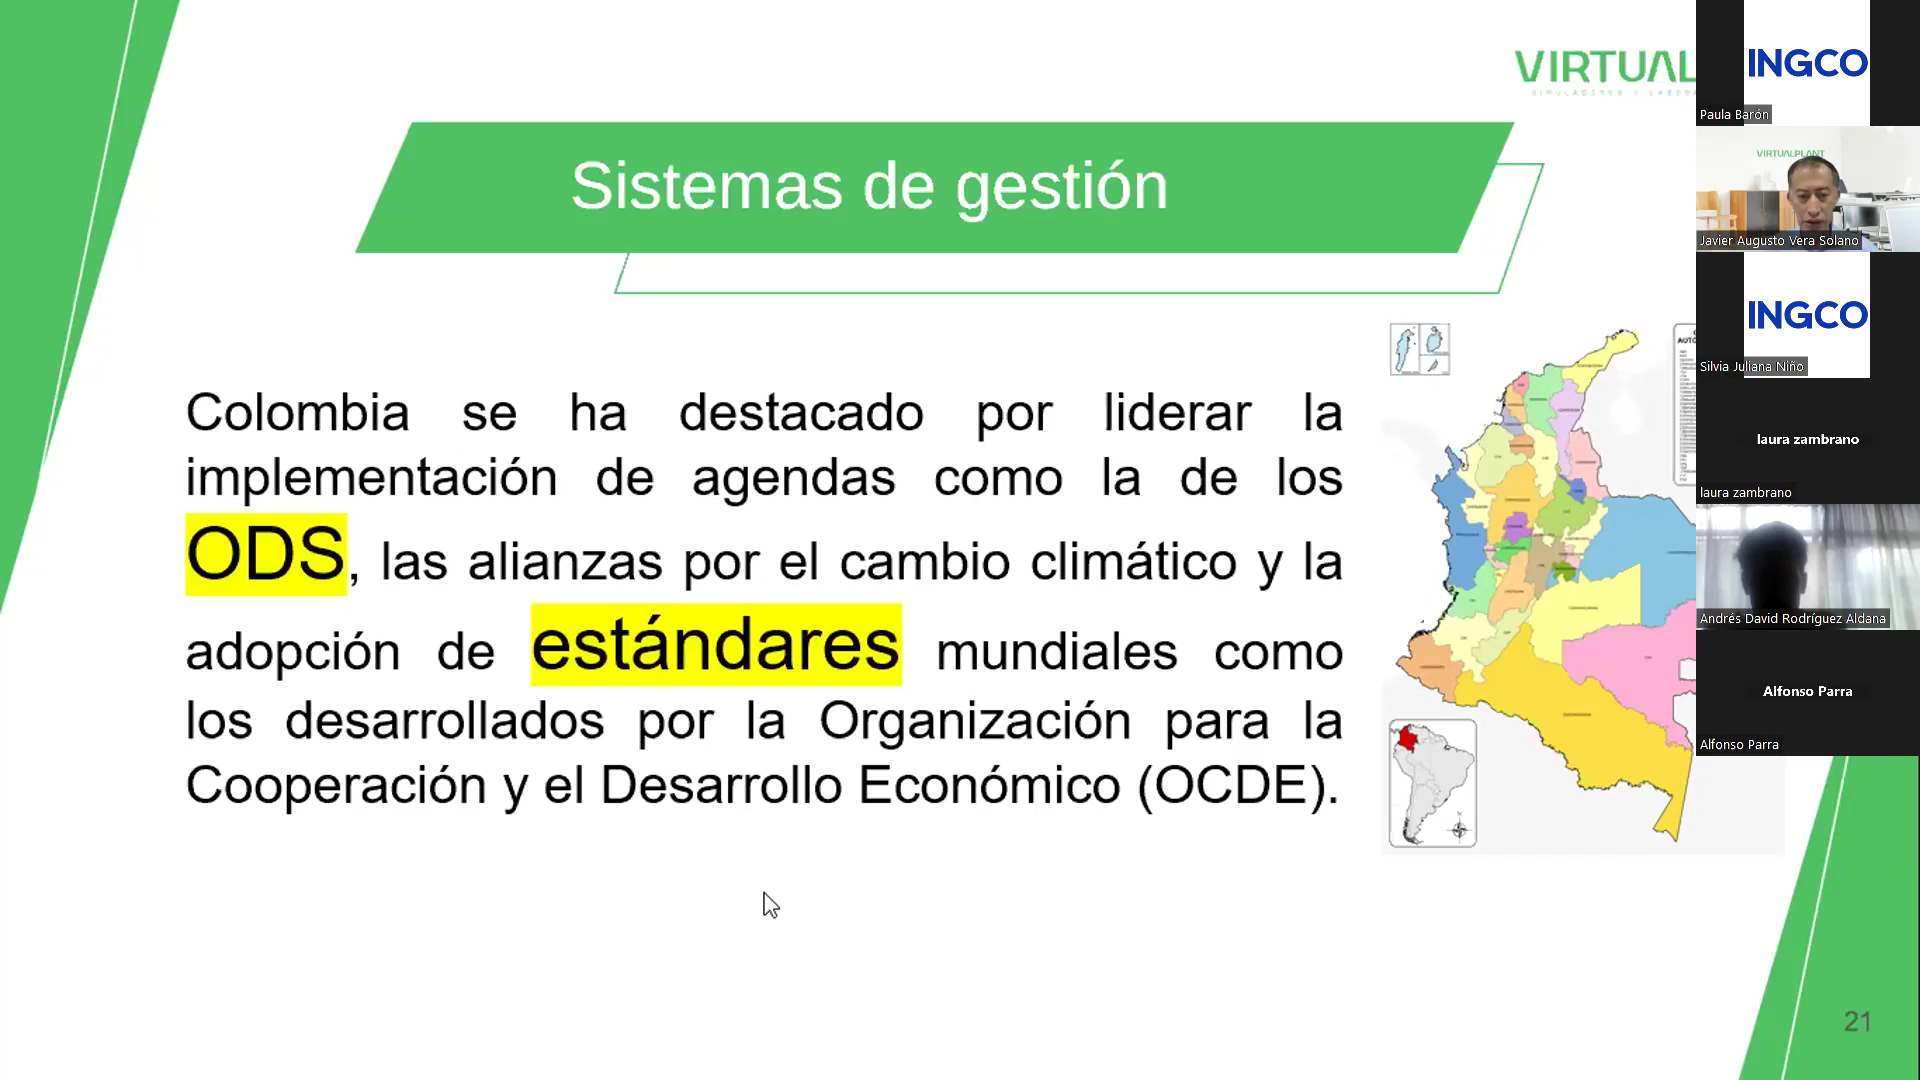 VIRTUAL
Sistemas de gestión
Colombia se ha destacado por liderar la
implementación de agendas como la de los
ODS, las alianzas por el cambio climático y la
adopción de estándares mundiales como
los desarrollados por la Organización para la
Cooperación y el Desarrollo Económico (OCDE).
21
INGCO
Paula Barón
VIRTUALPLANT
Javier Augusto Vera Solano
INGCO
Silvia Juliana Niño
laura zambrano
laura zambrano
Andrés David Rodríguez Aldana
Alfonso Parra
Alfonso Parra